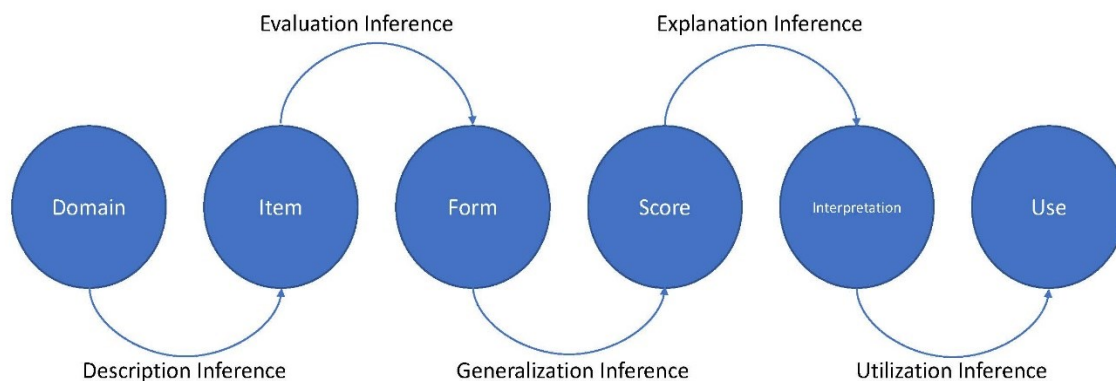 Evaluation Inference
Explanation Inference
Domain
Item
Form
Score
Interpretation
Use
Description Inference
Generalization Inference
Utilization Inference